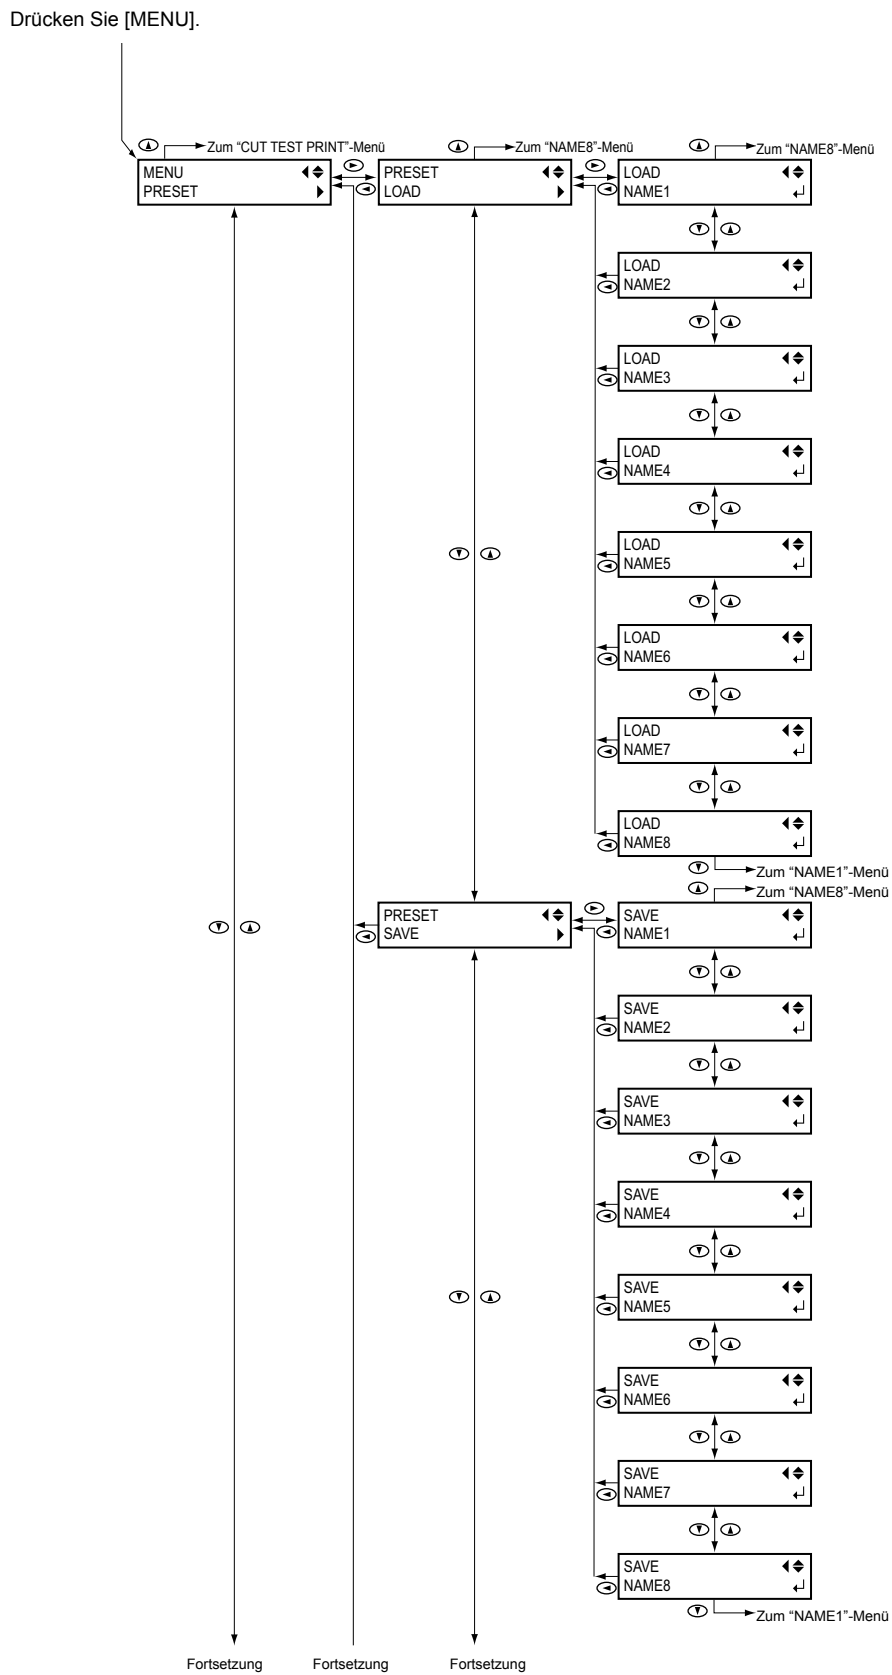 Drücken Sie [MENU].
Zum “CUT TEST PRINT”-Menü
Zum “NAME8”-Menü
Zum “NAME8”-Menü
MENU
PRESET
PRESET
LOAD
LOAD
NAME1
LOAD
NAME2
LOAD
NAME3
LOAD
NAME4
LOAD
NAME5
LOAD
NAME6
LOAD
NAME7
LOAD
NAME8
Zum “NAME1”-Menü
Zum “NAME8”-Menü
PRESET
SAVE
SAVE
NAME1
SAVE
NAME2
SAVE
NAME3
SAVE
NAME4
SAVE
NAME5
SAVE
NAME6
SAVE
NAME7
SAVE
NAME8
Zum “NAME1”-Menü
Fortsetzung
Fortsetzung
Fortsetzung